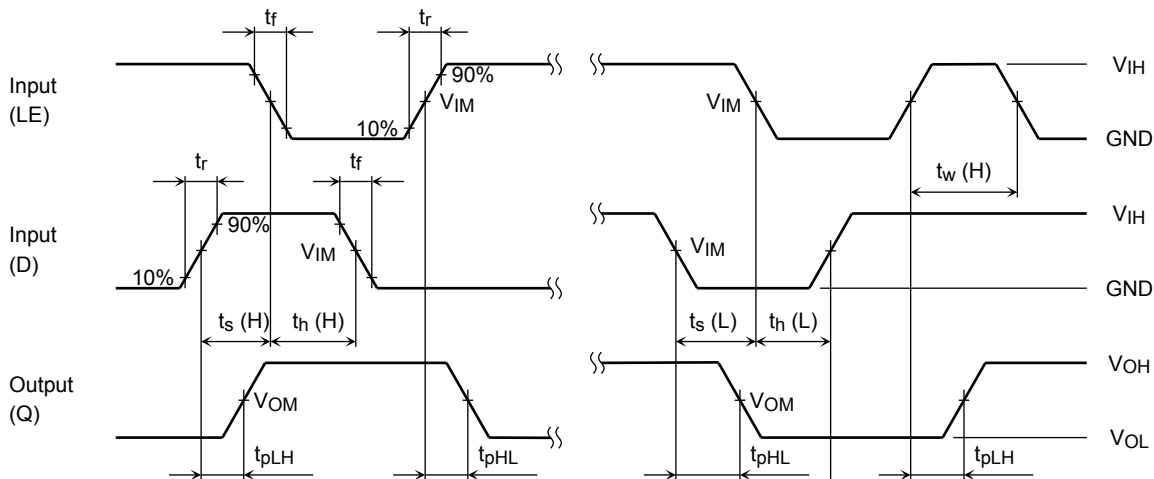 tf
tr
Input
(LE)
90%
VIM
10%
VIM
VIH
GND
tw (H)
tr
tf
Input
(D)
90%
VIM
10%
VIM
VIH
GND
ts (H)
th (H)
ts (L)
th (L)
Output
(Q)
VOM
VOM
VOH
VOL
tpLH
tpHL
tpHL
tpLH